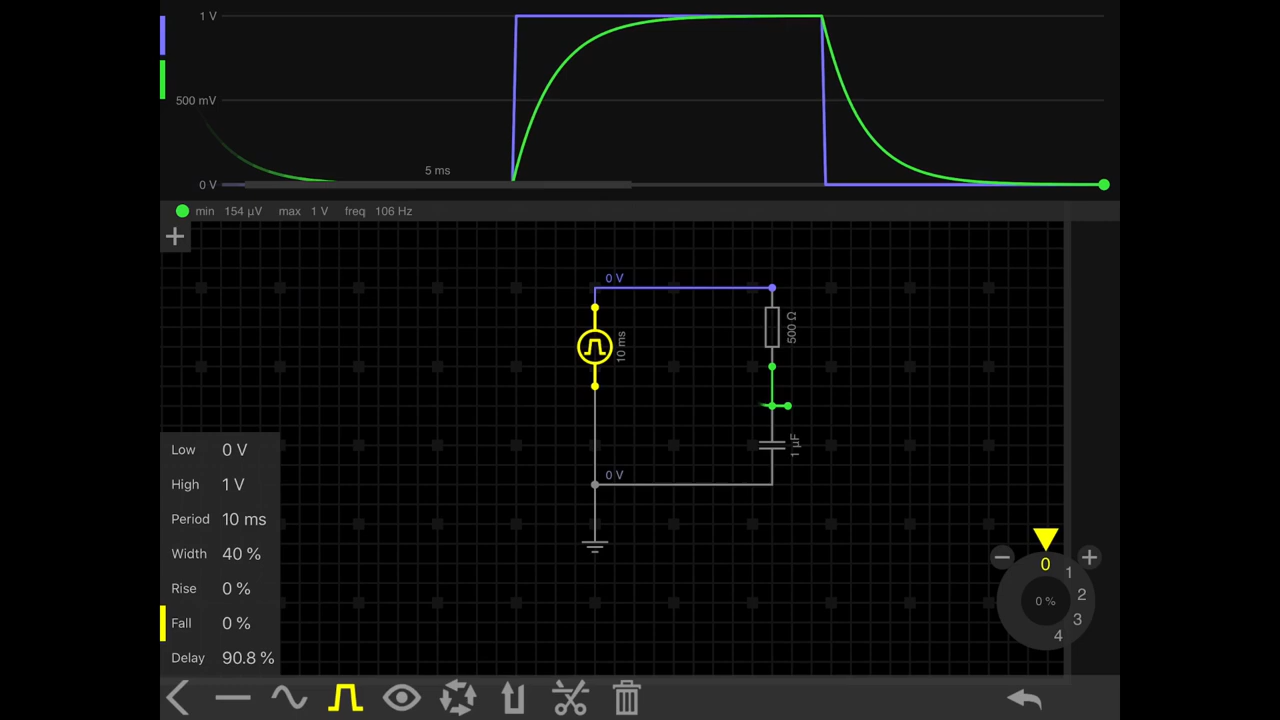 1 V
500 mV
5 ms
0 V
min 154 µV max 1 V freq 106 Hz
+
0 V
500 Ω
10 ms
1 µF
0 V
Low 0 V
High 1 V
Period 10 ms
Width 40 %
Rise 0 %
Fall 0 %
Delay 90.8 %
0
1
2
3
4
0 %